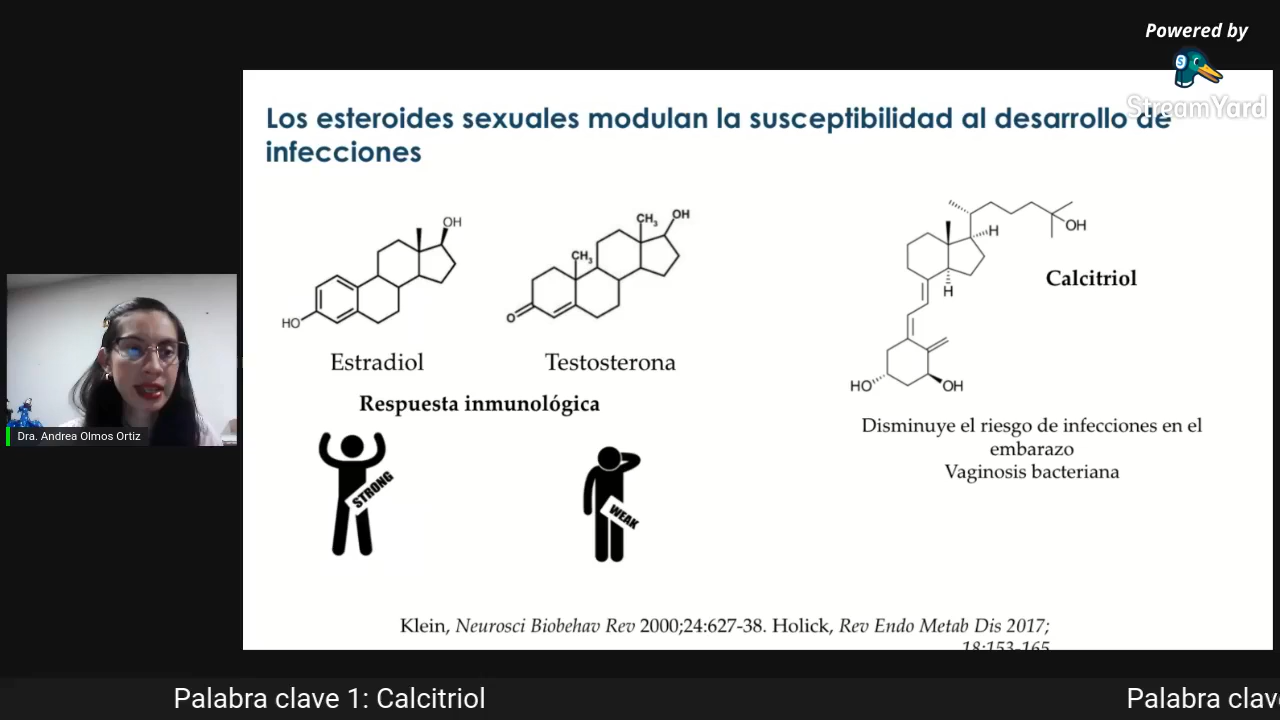 Powered by
StreamYard
Los esteroides sexuales modulan la susceptibilidad al desarrollo de
infecciones
OH
HO
Estradiol
CH3
OH
CH3
O
Testosterona
H
OH
H
HO
OH
Calcitriol
Respuesta inmunológica
STRONG
WEAK
Disminuye el riesgo de infecciones en el
embarazo
Vaginosis bacteriana
Klein, Neurosci Biobehav Rev 2000;24:627-38. Holick, Rev Endo Metab Dis 2017;
18:153-165
Dra. Andrea Olmos Ortiz
Palabra clave 1: Calcitriol
Palabra clav